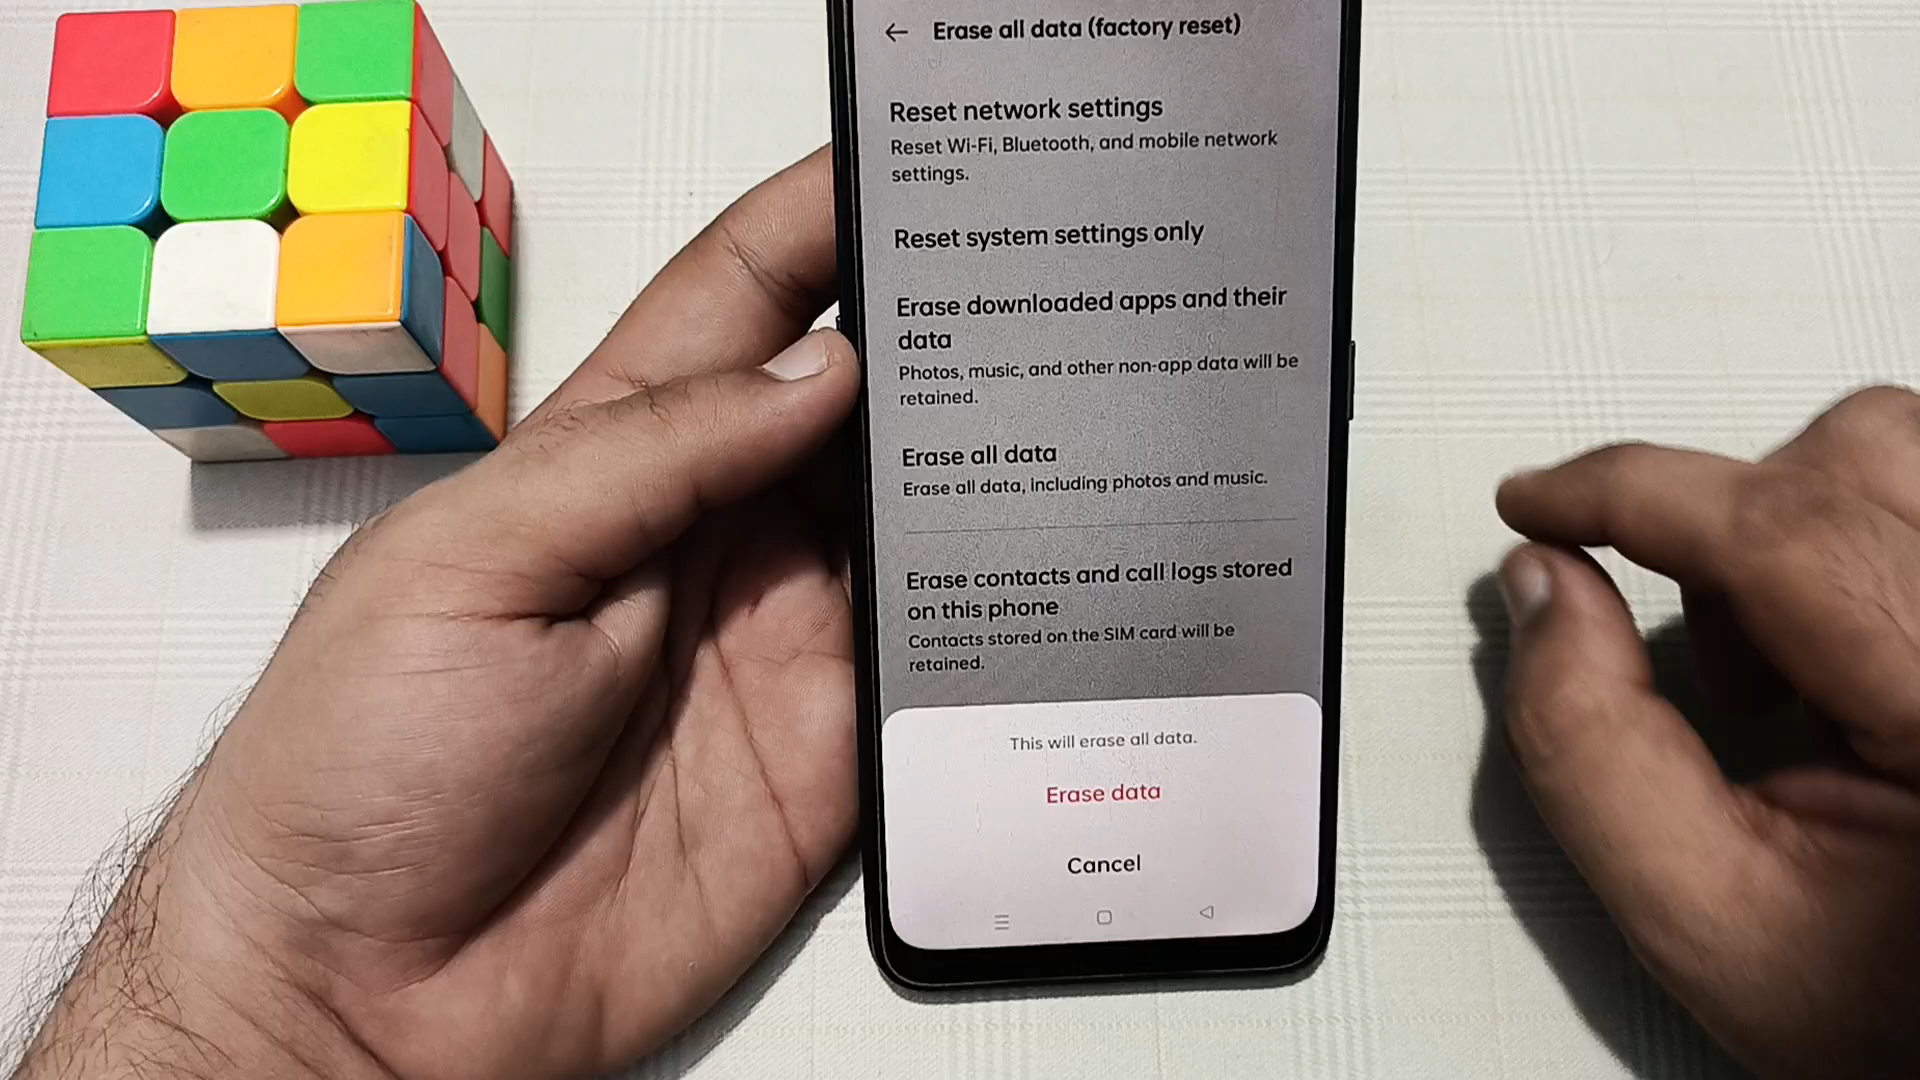 Erase all data (factory reset)
Reset network settings
Reset Wi-Fi, Bluetooth, and mobile network
settings.
Reset system settings only
Erase downloaded apps and their
data
Photos, music, and other non-app data will be
retained.
Erase all data
Erase all data, including photos and music.
Erase contacts and call logs stored
on this phone
Contacts stored on the SIM card will be
retained.
This will erase all data.
Erase data
Cancel